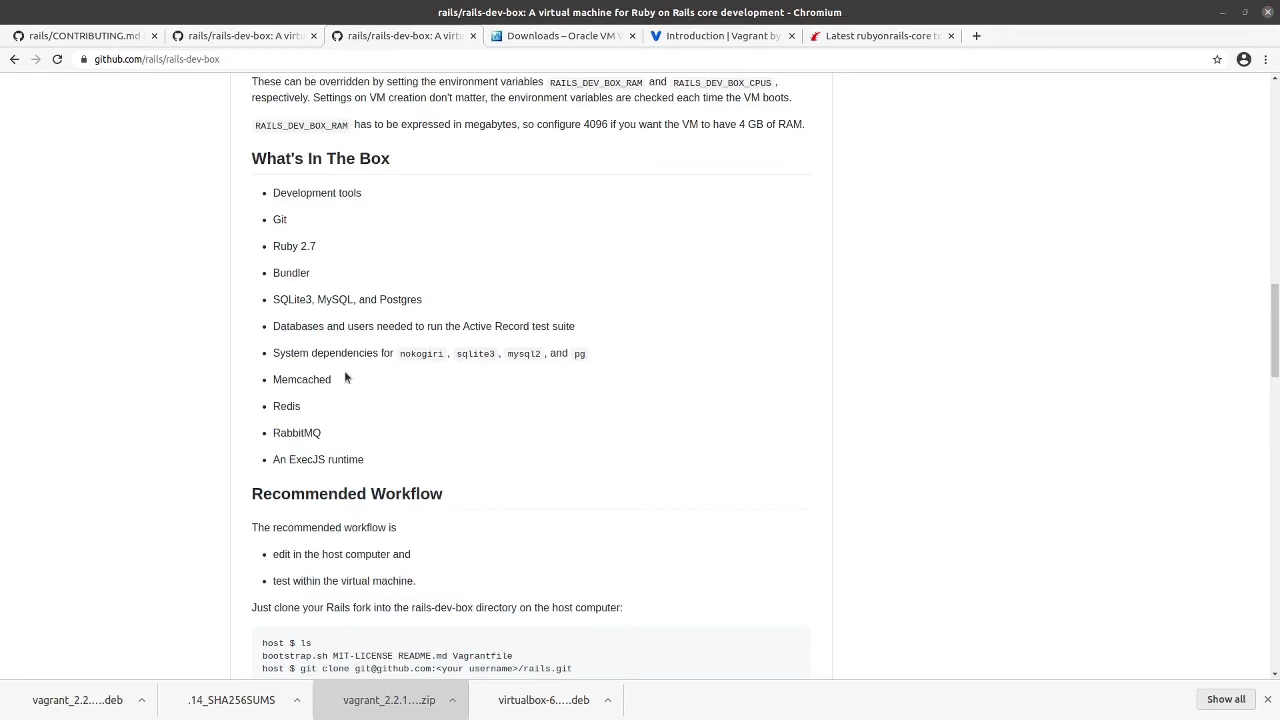 rails/rails-dev-box: A virtual machine for Ruby on Rails core development - Chromium
rails/CONTRIBUTING.md
rails/rails-dev-box: A virtu
rails/rails-dev-box: A virtu
Downloads – Oracle VM V
Introduction | Vagrant by
Latest rubyonrails-core to
github.com/rails/rails-dev-box
These can be overridden by setting the environment variables RAILS_DEV_BOX_RAM and RAILS_DEV_BOX_CPUS ,
respectively. Settings on VM creation don't matter, the environment variables are checked each time the VM boots.
RAILS_DEV_BOX_RAM has to be expressed in megabytes, so configure 4096 if you want the VM to have 4 GB of RAM.
What's In The Box
• Development tools
• Git
• Ruby 2.7
• Bundler
• SQLite3, MySQL, and Postgres
• Databases and users needed to run the Active Record test suite
• System dependencies for nokogiri , sqlite3 , mysql2 , and pg
• Memcached
• Redis
• RabbitMQ
• An ExecJS runtime
Recommended Workflow
The recommended workflow is
• edit in the host computer and
• test within the virtual machine.
Just clone your Rails fork into the rails-dev-box directory on the host computer:
host $ ls
bootstrap.sh MIT-LICENSE README.md Vagrantfile
host $ git clone git@github.com:<your username>/rails.git
vagrant_2.2.....deb
.14_SHA256SUMS
vagrant_2.2.1....zip
virtualbox-6.....deb
Show all